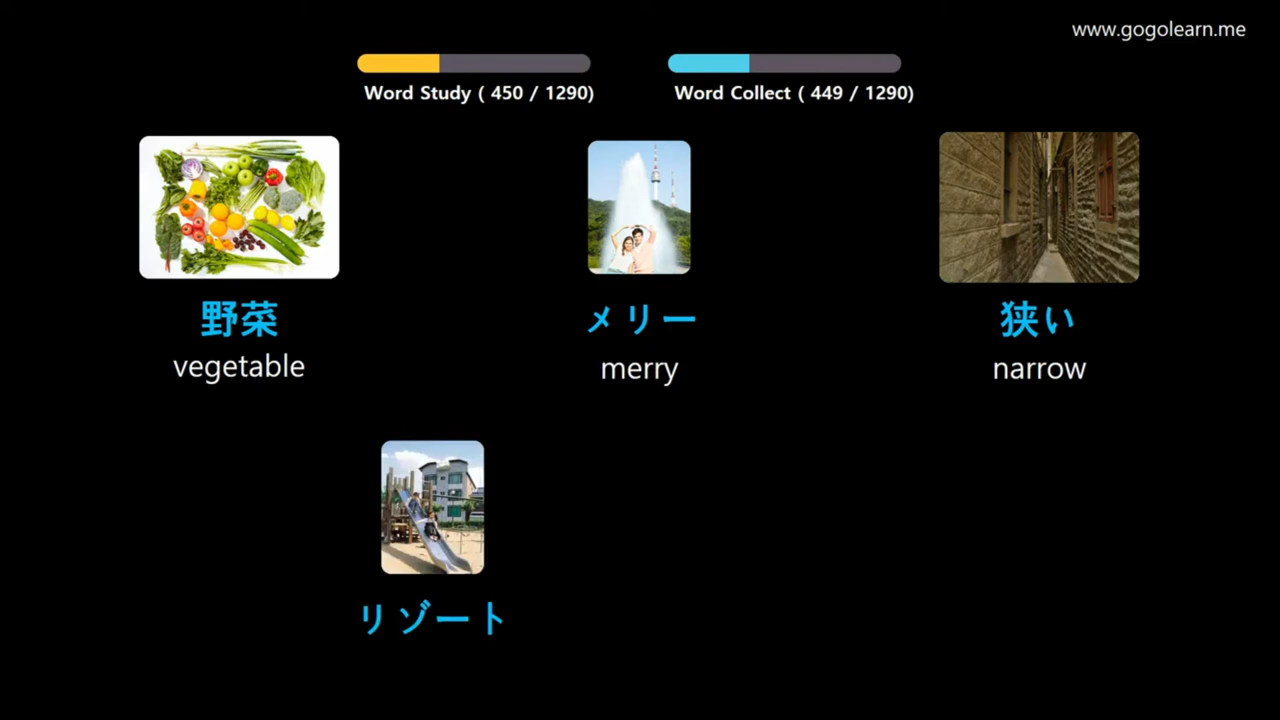 www.gogolearn.me
Word Study ( 450 / 1290)
Word Collect ( 449 / 1290)
野菜
vegetable
メリー
merry
狭い
narrow
リゾート